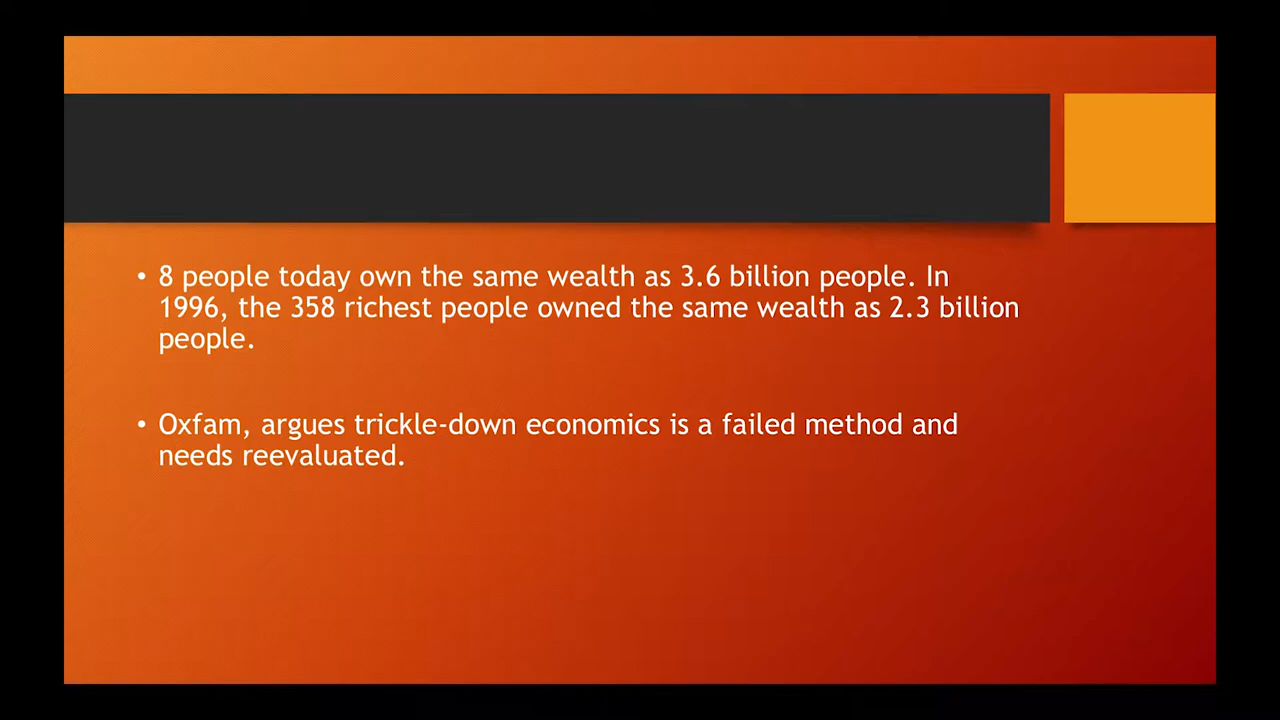 • 8 people today own the same wealth as 3.6 billion people. In
1996, the 358 richest people owned the same wealth as 2.3 billion
people.
• Oxfam, argues trickle-down economics is a failed method and
needs reevaluated.